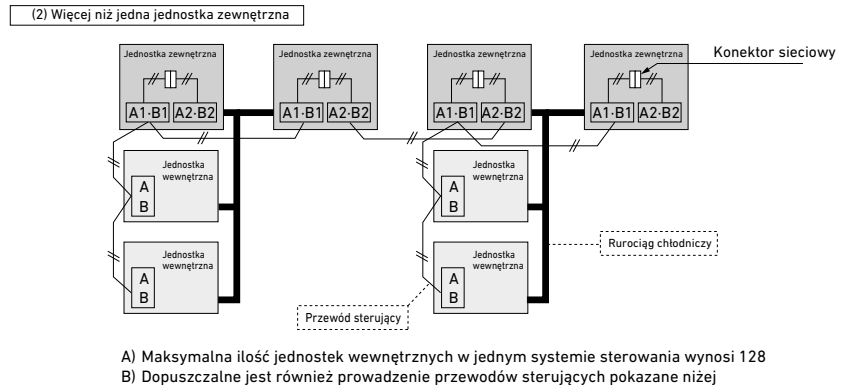 (2) Więcej niż jedna jednostka zewnętrzna
Jednostka zewnętrzna
Jednostka zewnętrzna
Jednostka zewnętrzna
Jednostka zewnętrzna
Konektor sieciowy
A1·B1 A2·B2
A1·B1 A2·B2
A1·B1 A2·B2
A1·B1 A2·B2
Jednostka
wewnętrzna
A
B
Jednostka
wewnętrzna
A
B
Jednostka
wewnętrzna
A
B
Jednostka
wewnętrzna
A
B
Rurociąg chłodniczy
Przewód sterujący
A) Maksymalna ilość jednostek wewnętrznych w jednym systemie sterowania wynosi 128
B) Dopuszczalne jest również prowadzenie przewodów sterujących pokazane niżej